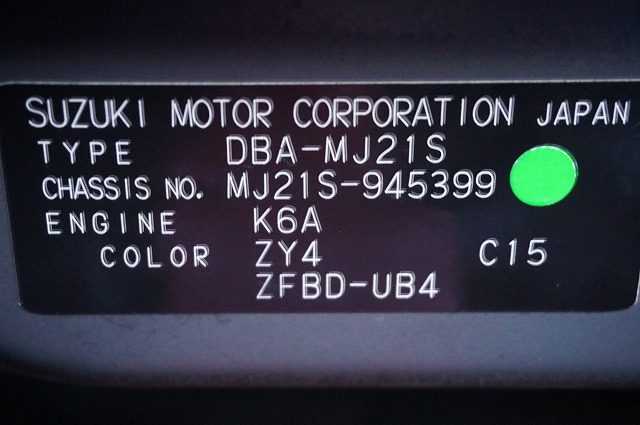 SUZUKI MOTOR CORPORATION JAPAN
TYPE DBA-MJ21S
CHASSIS NO. MJ21S-945399
ENGINE K6A
COLOR ZY4 C15
ZFBD-UB4